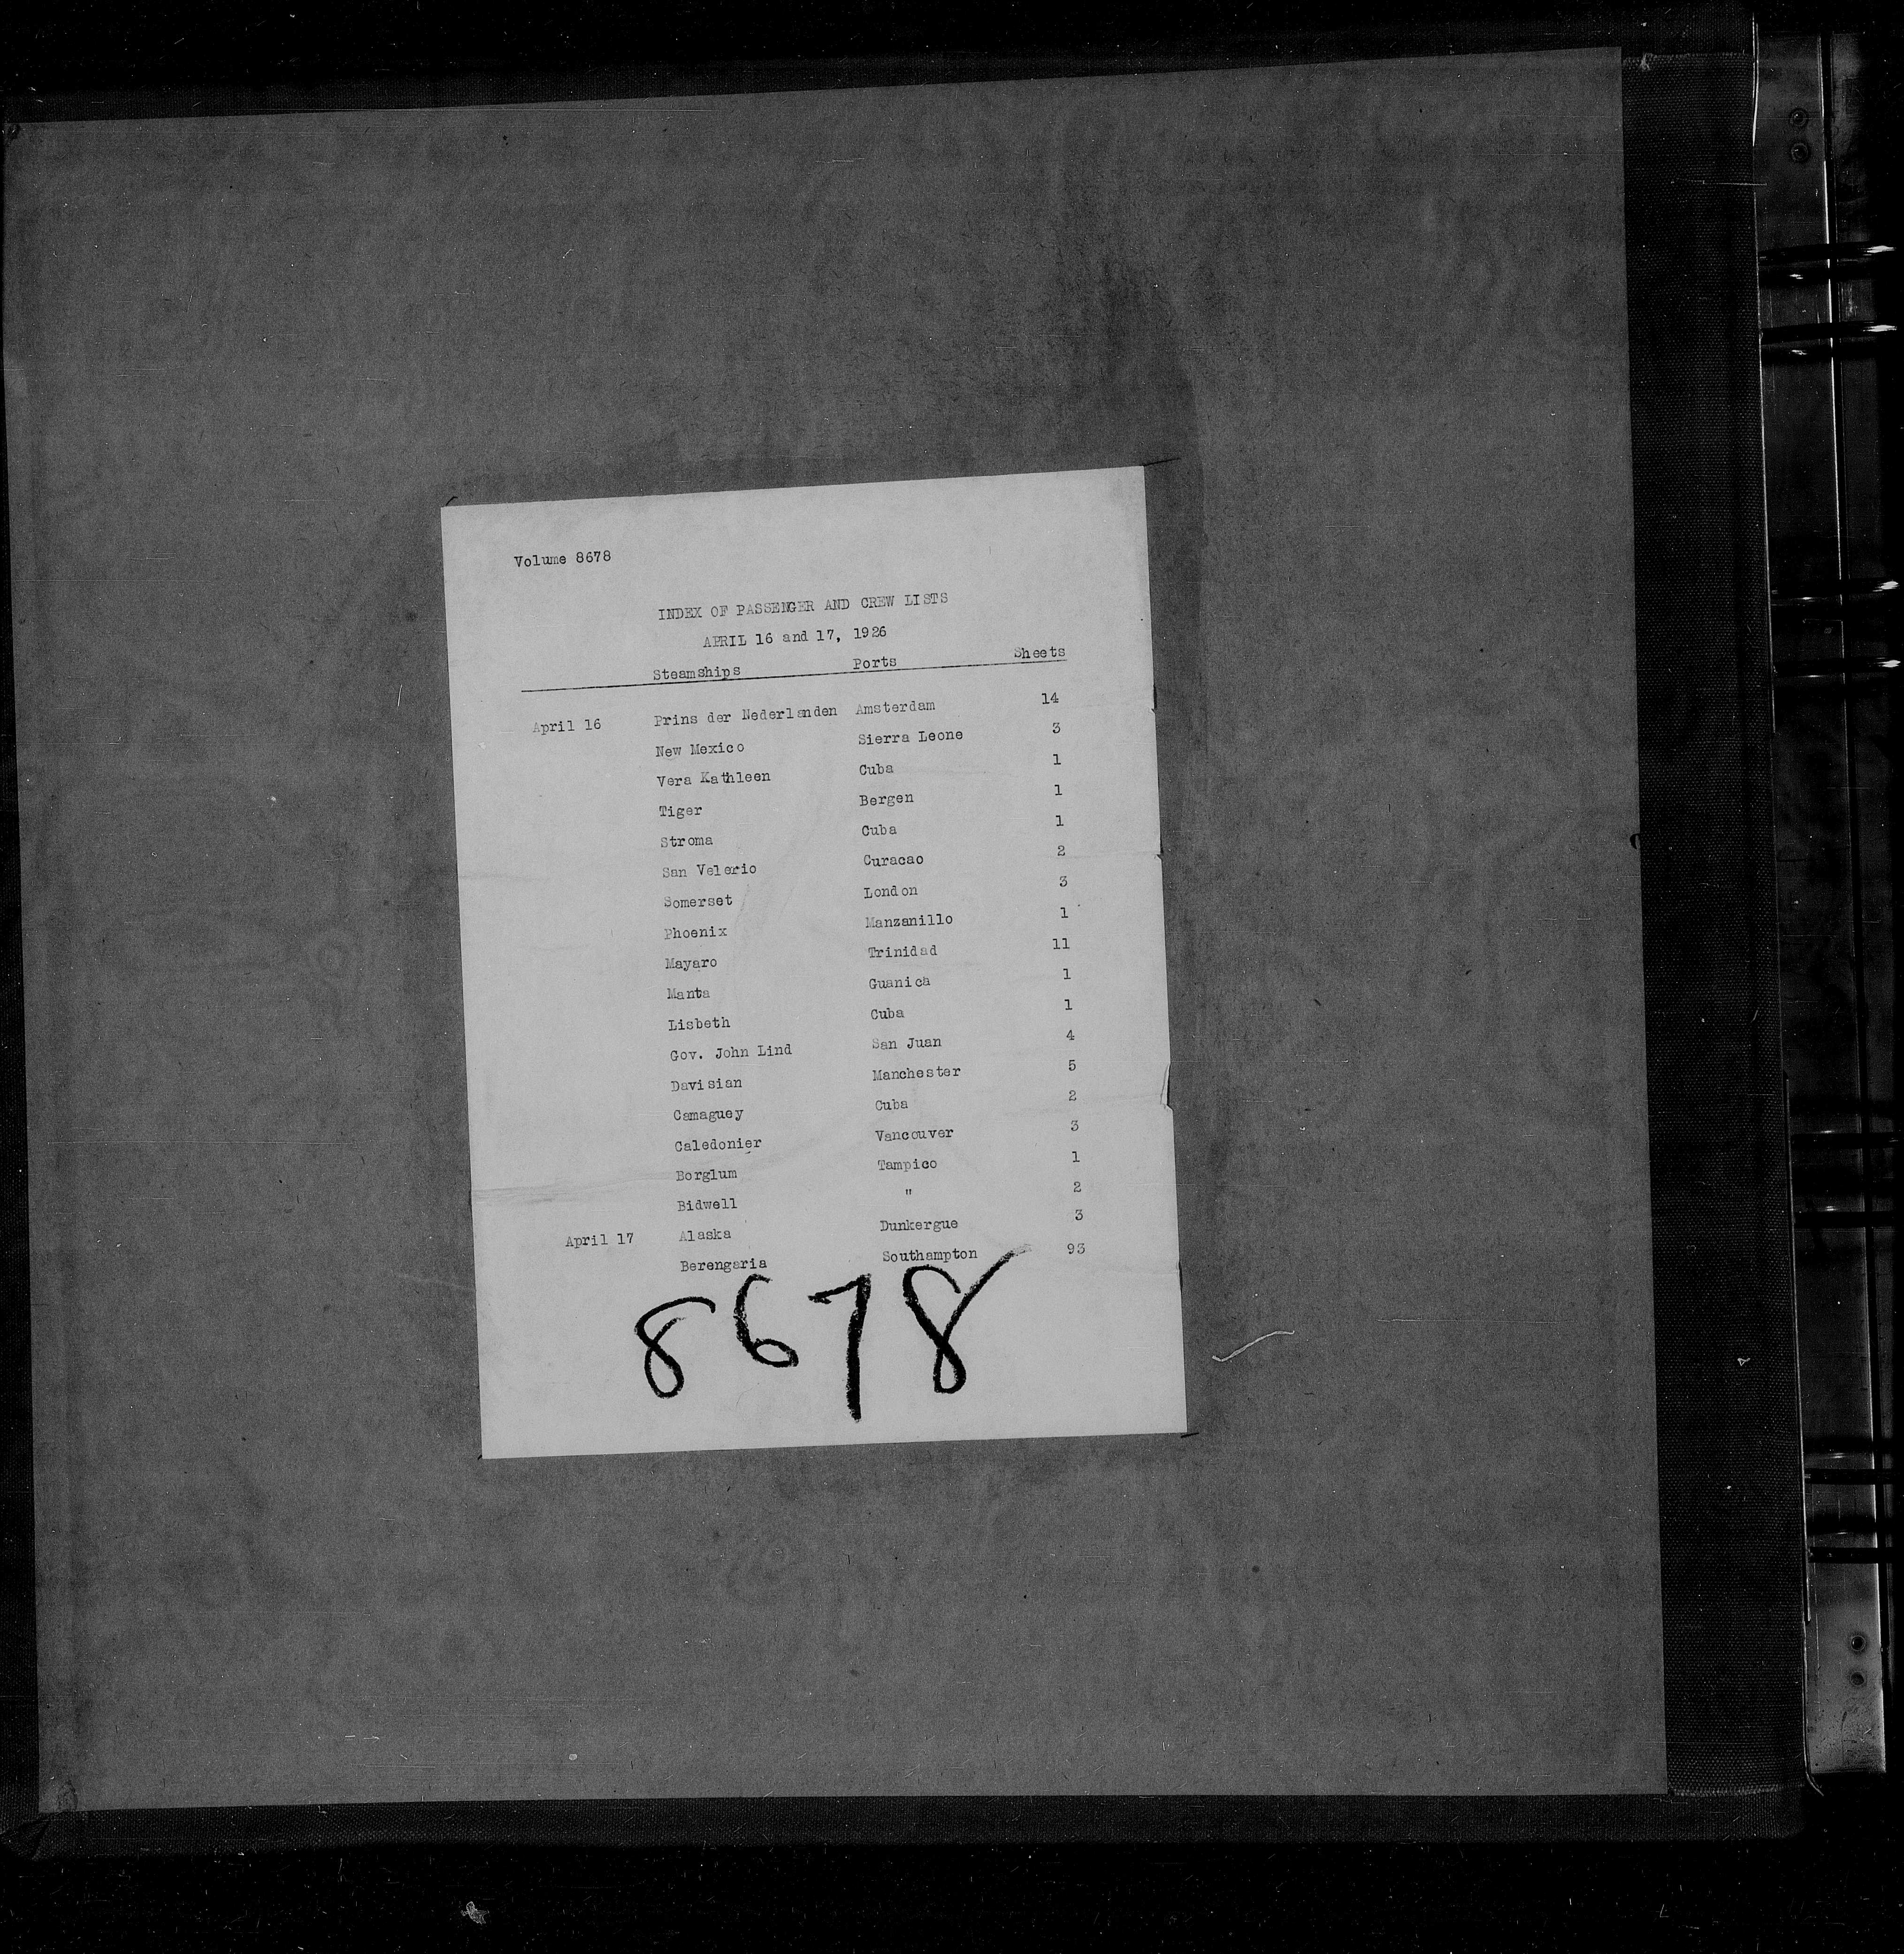 Volume 8678
INDEX OF PASSENGER AND CREW LISTS
APRIL 16 and 17, 1926
Steamships Ports Sheets
April 16 Prins der Nederlanden Amsterdam 14
New Mexico Sierra Leone 3
Vera Kathleen Cuba 1
Tiger Bergen 1
Stroma Cuba 1
San Velerio Curacao 2
Somerset London 3
Phoenix Manzanillo 1
Mayaro Trinidad 11
Manta Guanica 1
Lisbeth Cuba 1
Gov. John Lind San Juan 4
Davisian Manchester 5
Camaguey Cuba 2
Caledonier Vancouver 3
Borglum Tampico 1
Bidwell " 2
April 17 Alaska Dunkergue 3
Berengaria Southampton 93
8678